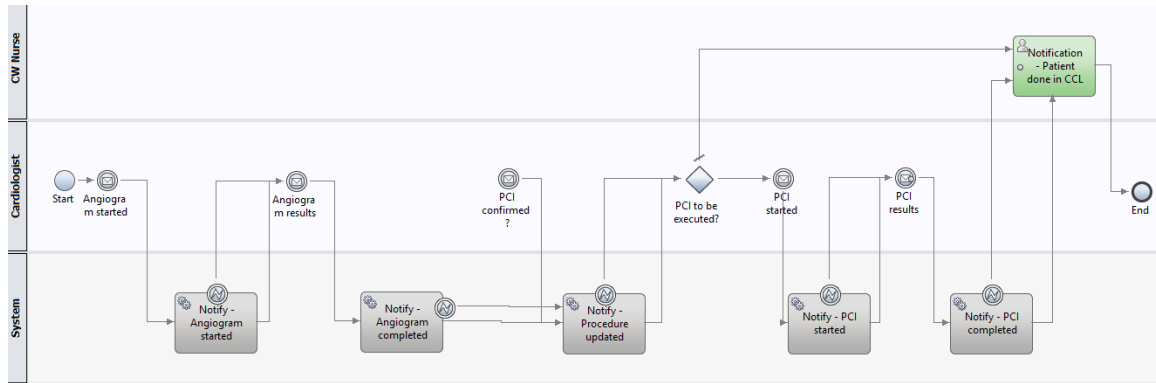 CW Nurse
Notification
- Patient
done in CCL
Cardiologist
Start
Angiogra
m started
Angiogra
m results
PCI
confirmed
?
PCI to be
executed?
PCI
started
PCI
results
End
System
Notify -
Angiogram
started
Notify -
Angiogram
completed
Notify -
Procedure
updated
Notify - PCI
started
Notify - PCI
completed